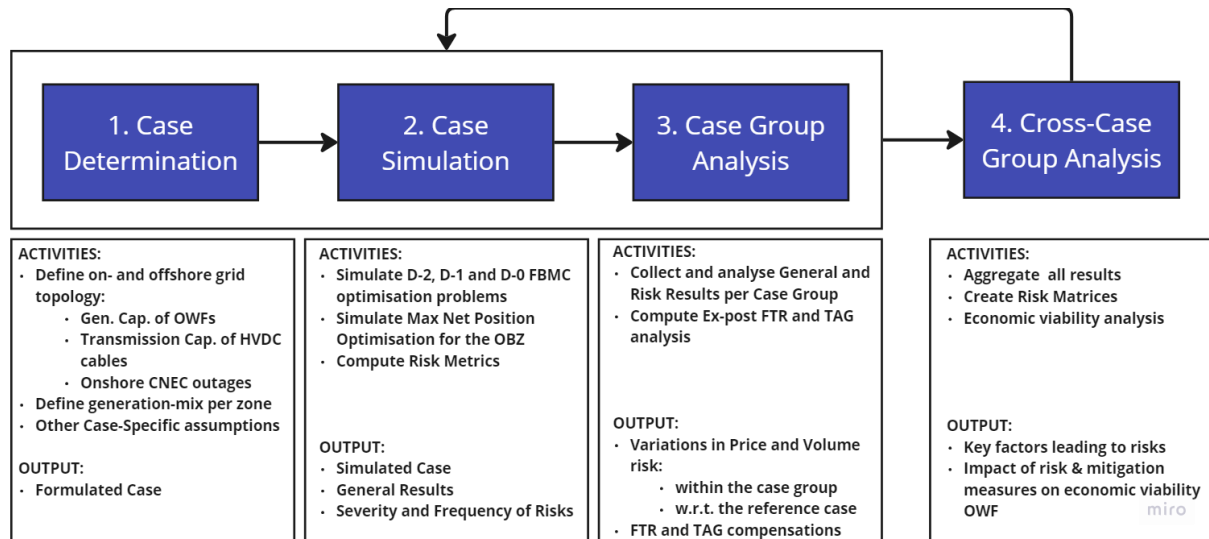 1. Case
Determination
2. Case
Simulation
3. Case Group
Analysis
4. Cross-Case
Group Analysis
ACTIVITIES:
· Define on- and offshore grid
topology:
· Gen. Cap. of OWFs
· Transmission Cap. of HVDC
cables
· Onshore CNEC outages
· Define generation-mix per zone
· Other Case-Specific assumptions
OUTPUT:
· Formulated Case
ACTIVITIES:
· Simulate D-2, D-1 and D-0 FBMC
optimisation problems
· Simulate Max Net Position
Optimisation for the OBZ
· Compute Risk Metrics
OUTPUT:
· Simulated Case
· General Results
· Severity and Frequency of Risks
ACTIVITIES:
· Collect and analyse General and
Risk Results per Case Group
· Compute Ex-post FTR and TAG
analysis
OUTPUT:
· Variations in Price and Volume
risk:
· within the case group
· w.r.t. the reference case
· FTR and TAG compensations
ACTIVITIES:
· Aggregate all results
· Create Risk Matrices
· Economic viability analysis
OUTPUT:
· Key factors leading to risks
· Impact of risk & mitigation
measures on economic viability
OWF
miro